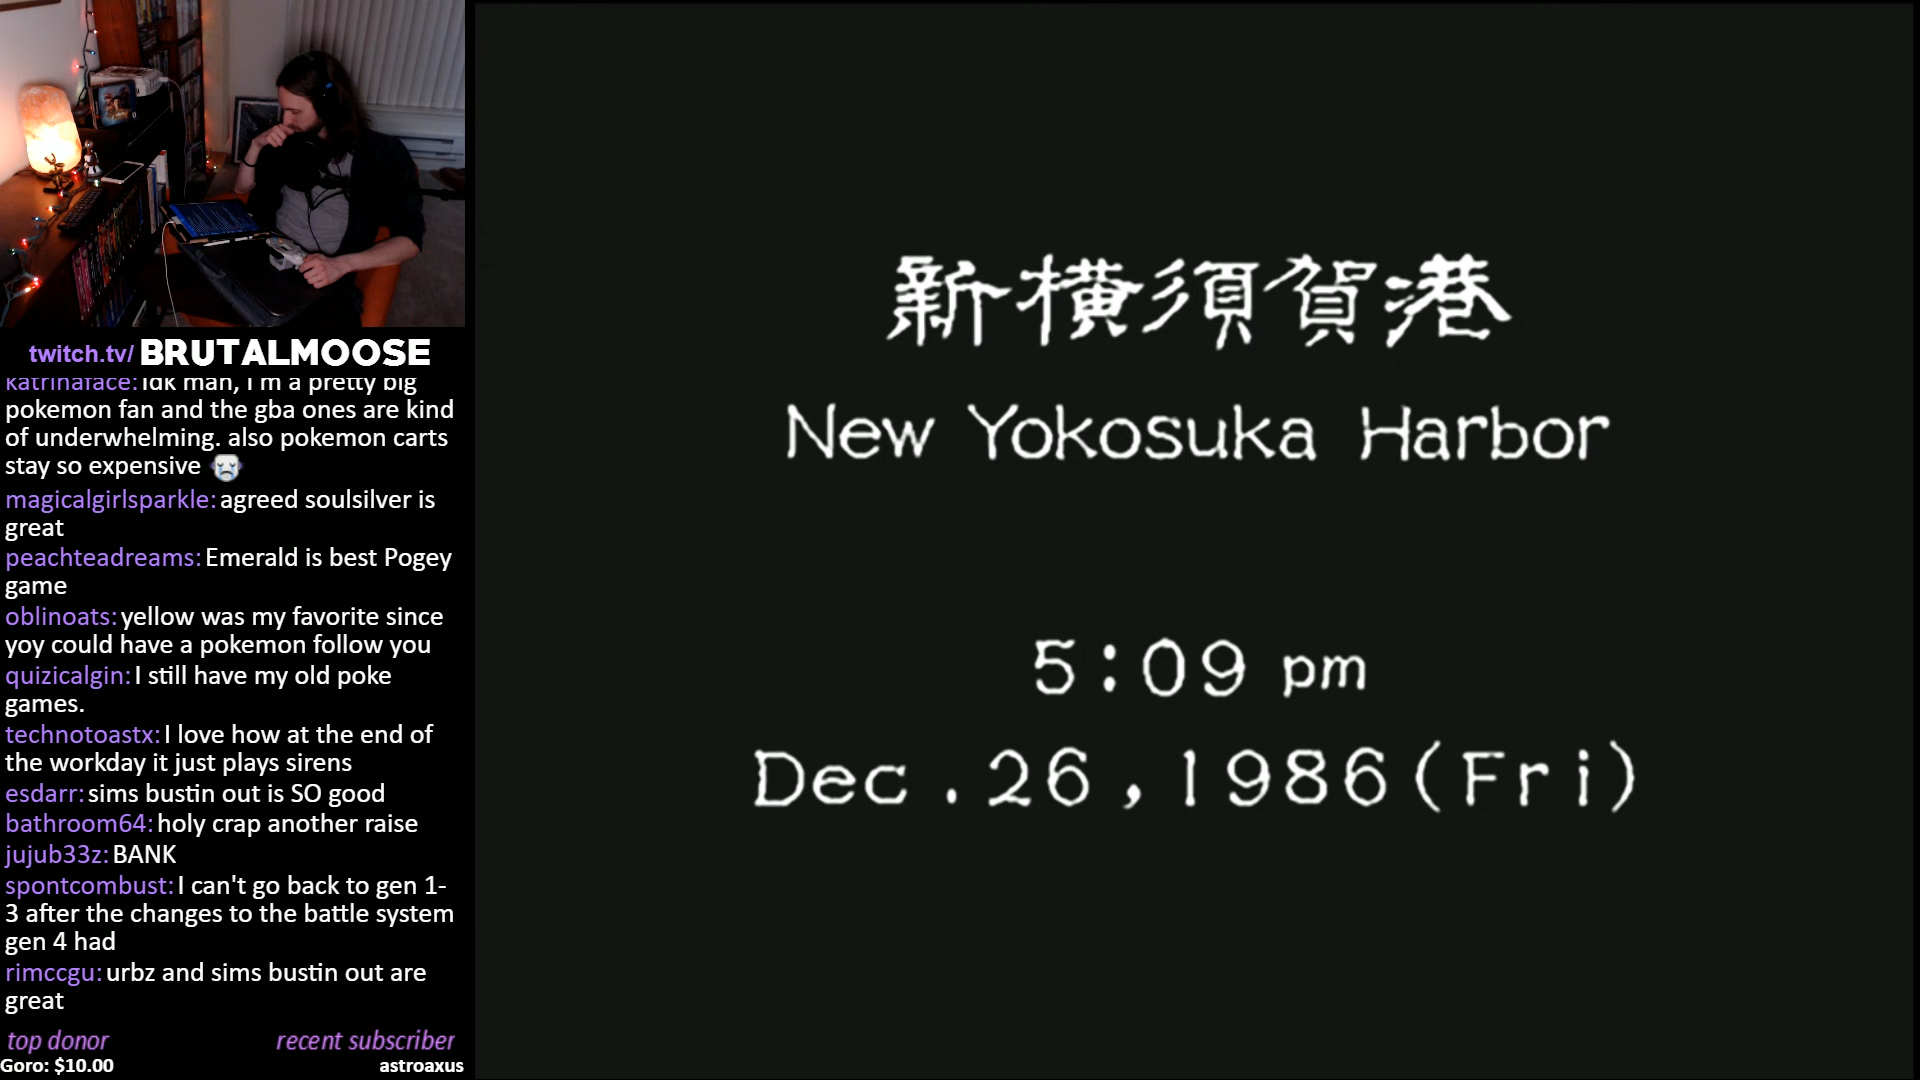 twitch.tv/ BRUTALMOOSE
katrinaface: idk man, i'm a pretty big
pokemon fan and the gba ones are kind
of underwhelming. also pokemon carts
stay so expensive
magicalgirlsparkle: agreed soulsilver is
great
peachteadreams: Emerald is best Pogey
game
oblinoats: yellow was my favorite since
yoy could have a pokemon follow you
quizicalgin: I still have my old poke
games.
technotoastx: I love how at the end of
the workday it just plays sirens
esdarr: sims bustin out is SO good
bathroom64: holy crap another raise
jujub33z: BANK
spontcombust: I can't go back to gen 1-
3 after the changes to the battle system
gen 4 had
rimccgu: urbz and sims bustin out are
great
top donor recent subscriber
Goro: $10.00 astroaxus
新横須賀港
New Yokosuka Harbor
5:09 pm
Dec.26,1986(Fri)